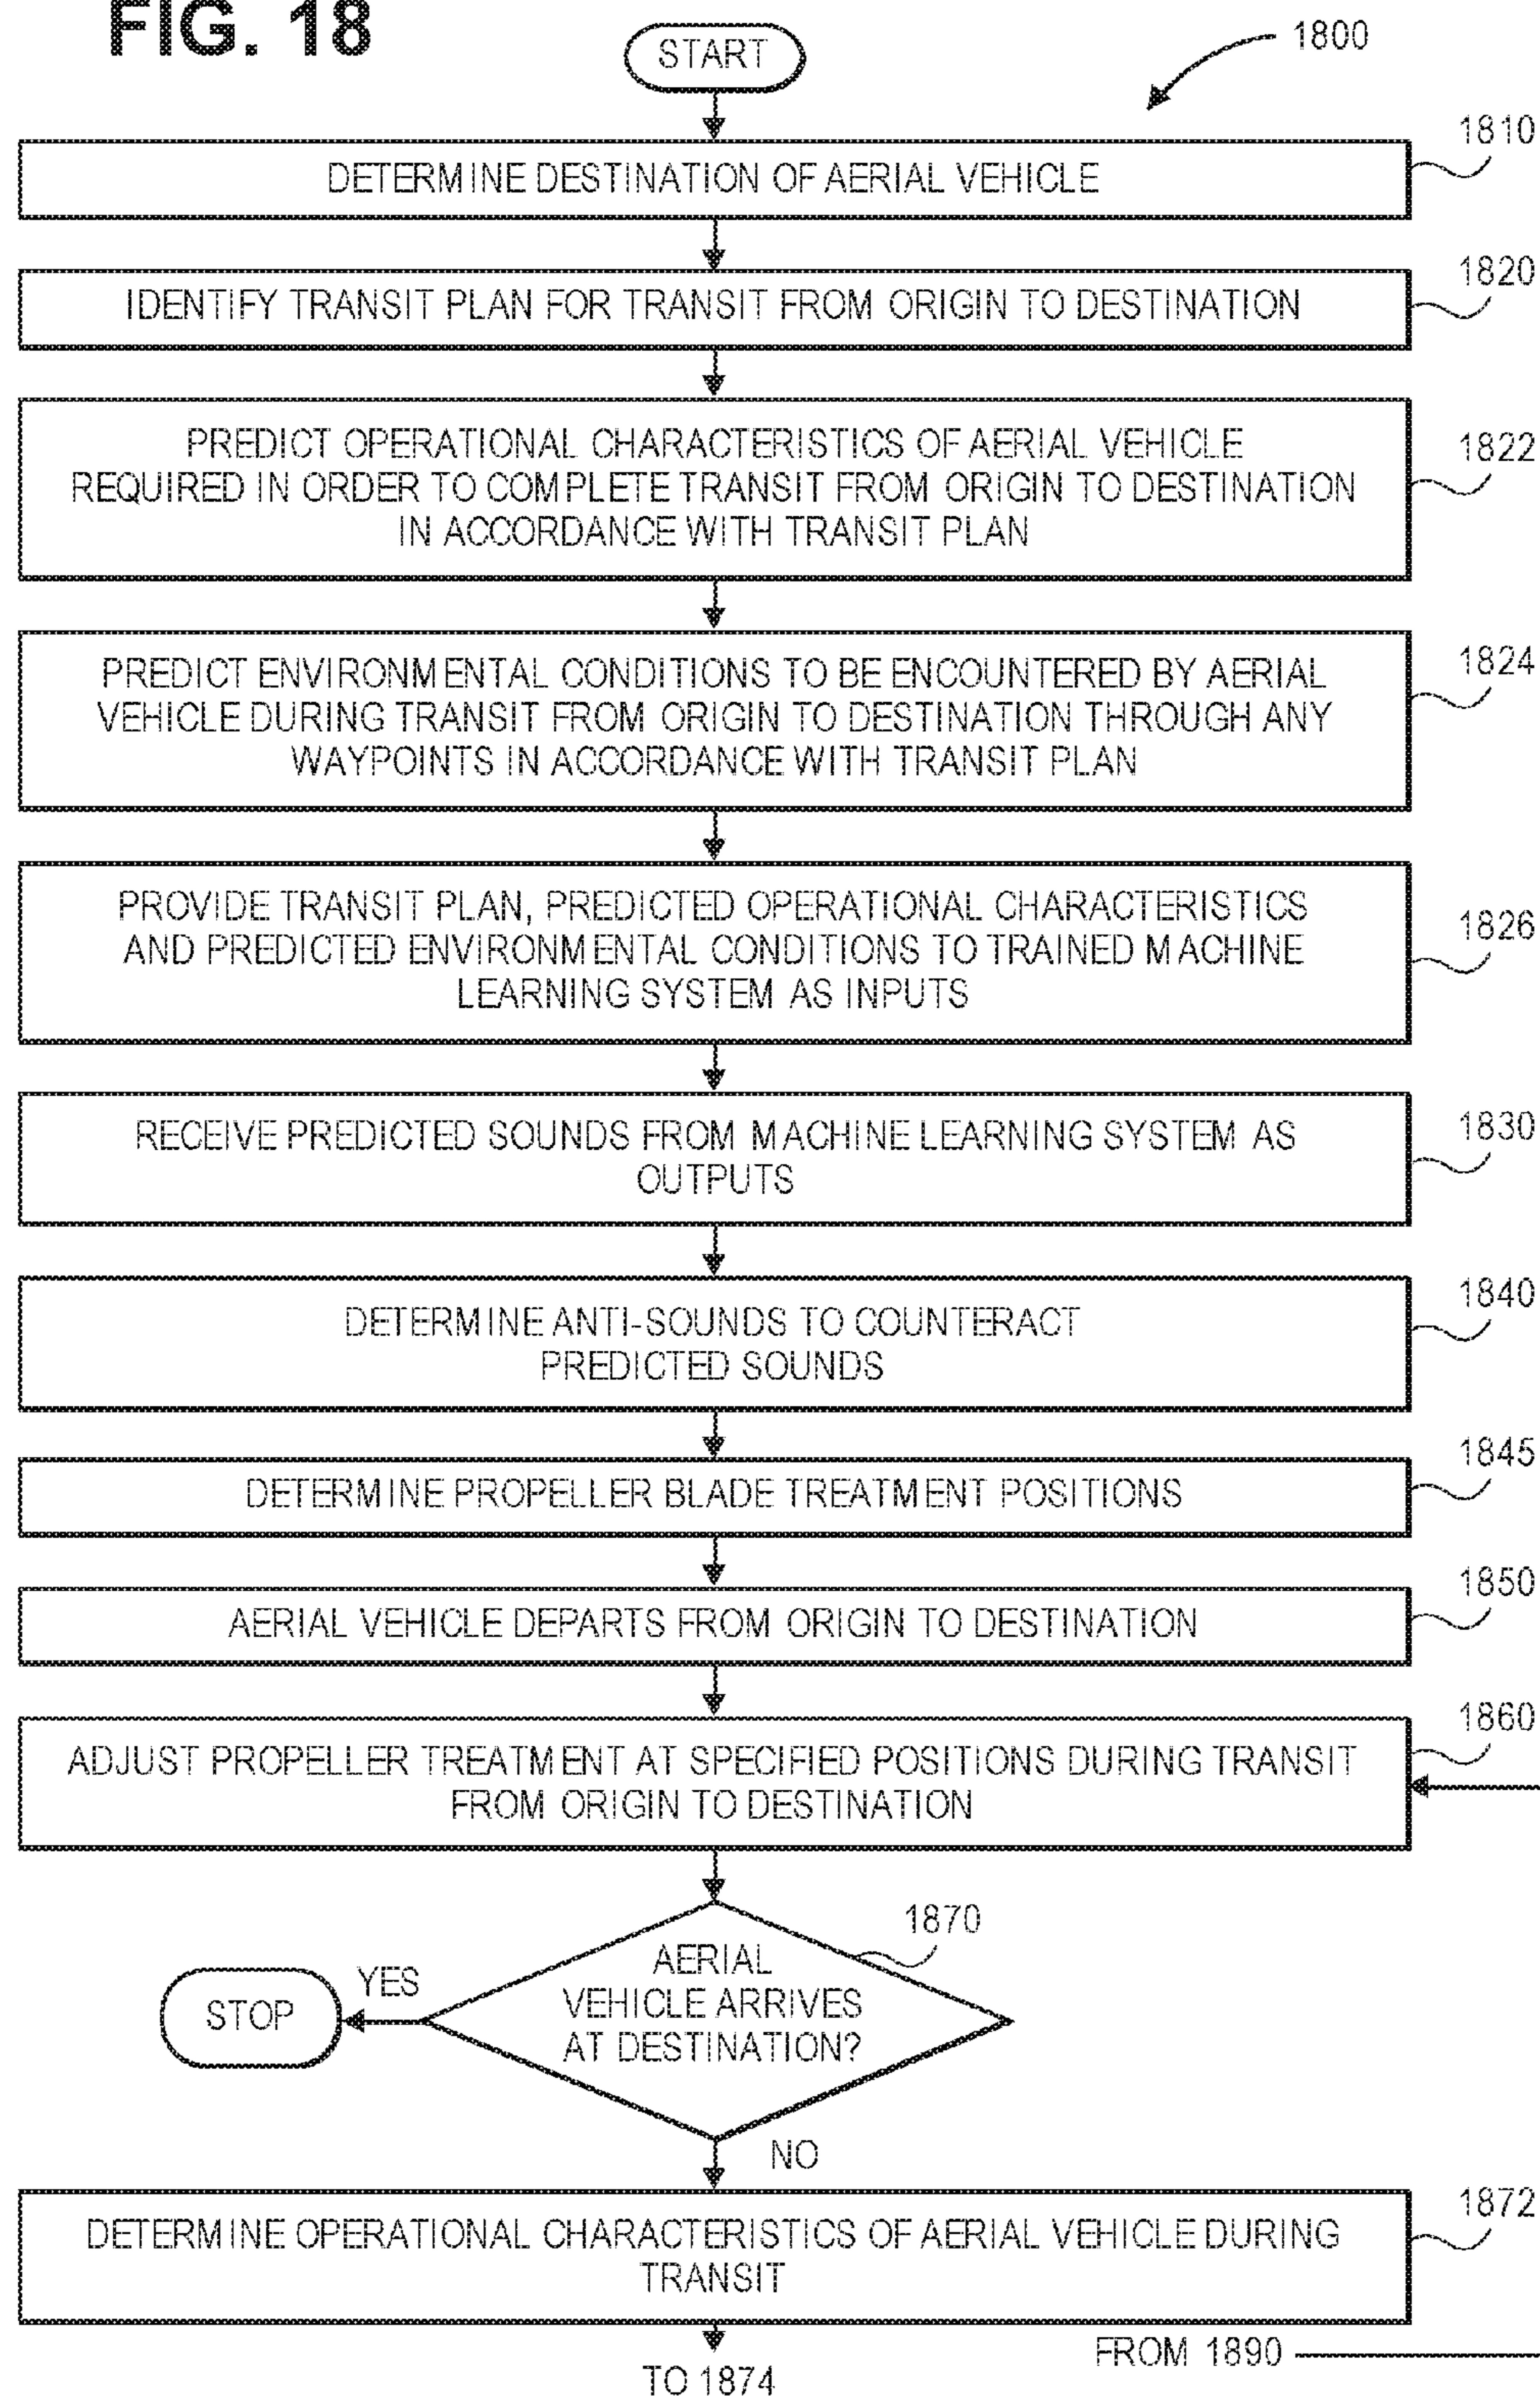 FIG. 18
START
1800
DETERMINE DESTINATION OF AERIAL VEHICLE
1810
IDENTIFY TRANSIT PLAN FOR TRANSIT FROM ORIGIN TO DESTINATION
1820
PREDICT OPERATIONAL CHARACTERISTICS OF AERIAL VEHICLE
REQUIRED IN ORDER TO COMPLETE TRANSIT FROM ORIGIN TO DESTINATION
IN ACCORDANCE WITH TRANSIT PLAN
1822
PREDICT ENVIRONMENTAL CONDITIONS TO BE ENCOUNTERED BY AERIAL
VEHICLE DURING TRANSIT FROM ORIGIN TO DESTINATION THROUGH ANY
WAYPOINTS IN ACCORDANCE WITH TRANSIT PLAN
1824
PROVIDE TRANSIT PLAN, PREDICTED OPERATIONAL CHARACTERISTICS
AND PREDICTED ENVIRONMENTAL CONDITIONS TO TRAINED MACHINE
LEARNING SYSTEM AS INPUTS
1826
RECEIVE PREDICTED SOUNDS FROM MACHINE LEARNING SYSTEM AS
OUTPUTS
1830
DETERMINE ANTI-SOUNDS TO COUNTERACT
PREDICTED SOUNDS
1840
DETERMINE PROPELLER BLADE TREATMENT POSITIONS
1845
AERIAL VEHICLE DEPARTS FROM ORIGIN TO DESTINATION
1850
ADJUST PROPELLER TREATMENT AT SPECIFIED POSITIONS DURING TRANSIT
FROM ORIGIN TO DESTINATION
1860
AERIAL
VEHICLE ARRIVES
AT DESTINATION?
1870
YES
STOP
NO
DETERMINE OPERATIONAL CHARACTERISTICS OF AERIAL VEHICLE DURING
TRANSIT
1872
FROM 1890
TO 1874